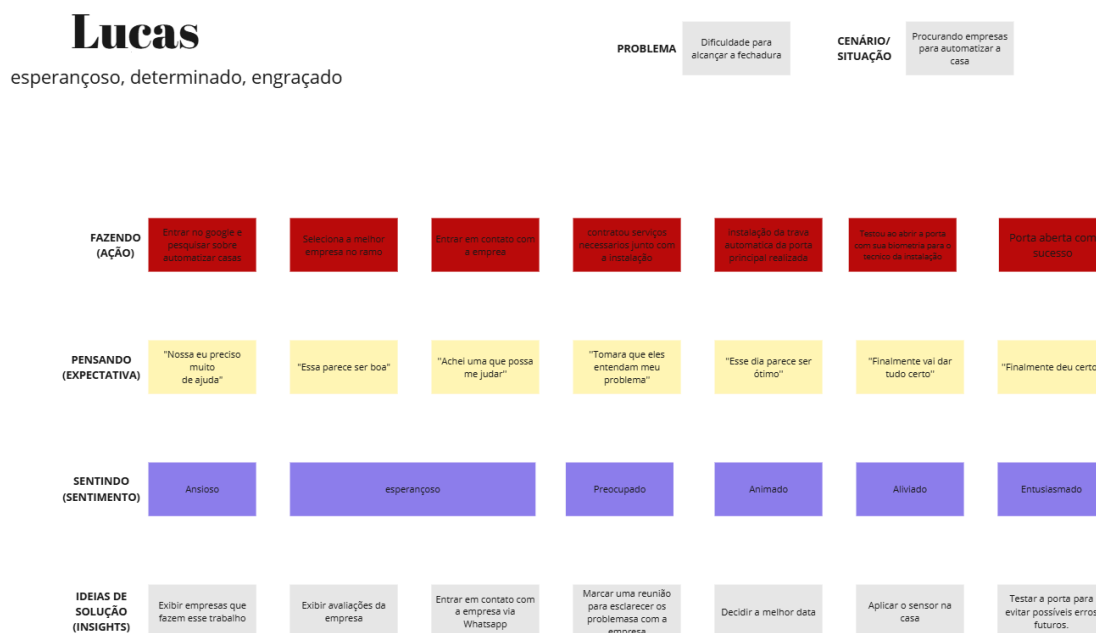 Lucas
esperançoso, determinado, engraçado
PROBLEMA
Dificuldade para
alcançar a fechadura
CENÁRIO/
SITUAÇÃO
Procurando empresas
para automatizar a
casa
FAZENDO
(AÇÃO)
Entrar no google e
pesquisar sobre
automatizar casas
Seleciona a melhor
empresa no ramo
Entrar em contato com
a emprea
contratou serviços
necesserios junto com
a instalação
instalação da trava
automatica da porta
principal realizada
Testou ao abrir a porta
com sua biometria para o
tecnico da instalação
Porta aberta com
sucesso
PENSANDO
(EXPECTATIVA)
"Nossa eu preciso
muito
de ajuda"
"Essa parece ser boa"
"Achei uma que possa
me judar"
"Tomara que eles
entendam meu
problema"
"Esse dia parece ser
ótimo"
"Finalmente vai dar
tudo certo"
"Finalmente deu certo
SENTINDO
(SENTIMENTO)
Ansioso
esperançoso
Preocupado
Animado
Aliviado
Entusiasmado
IDEIAS DE
SOLUÇÃO
(INSIGHTS)
Exibir empresas que
fazem esse trabalho
Exibir avaliações da
empresa
Entrar em contato com
a empresa via
Whatsapp
Marcar uma reunião
para esclarecer os
problemasa com a
empresa
Decidir a melhor data
Aplicar o sensor na
casa
Testar a porta para
evitar possíveis erros
futuros.